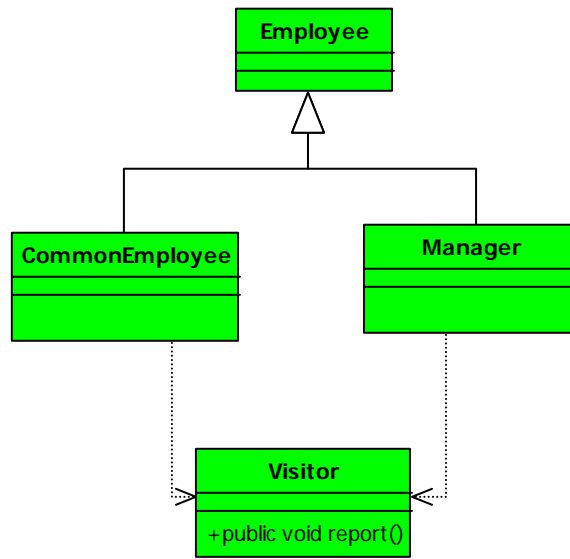 Employee
CommonEmployee
Manager
Visitor
+public void report()